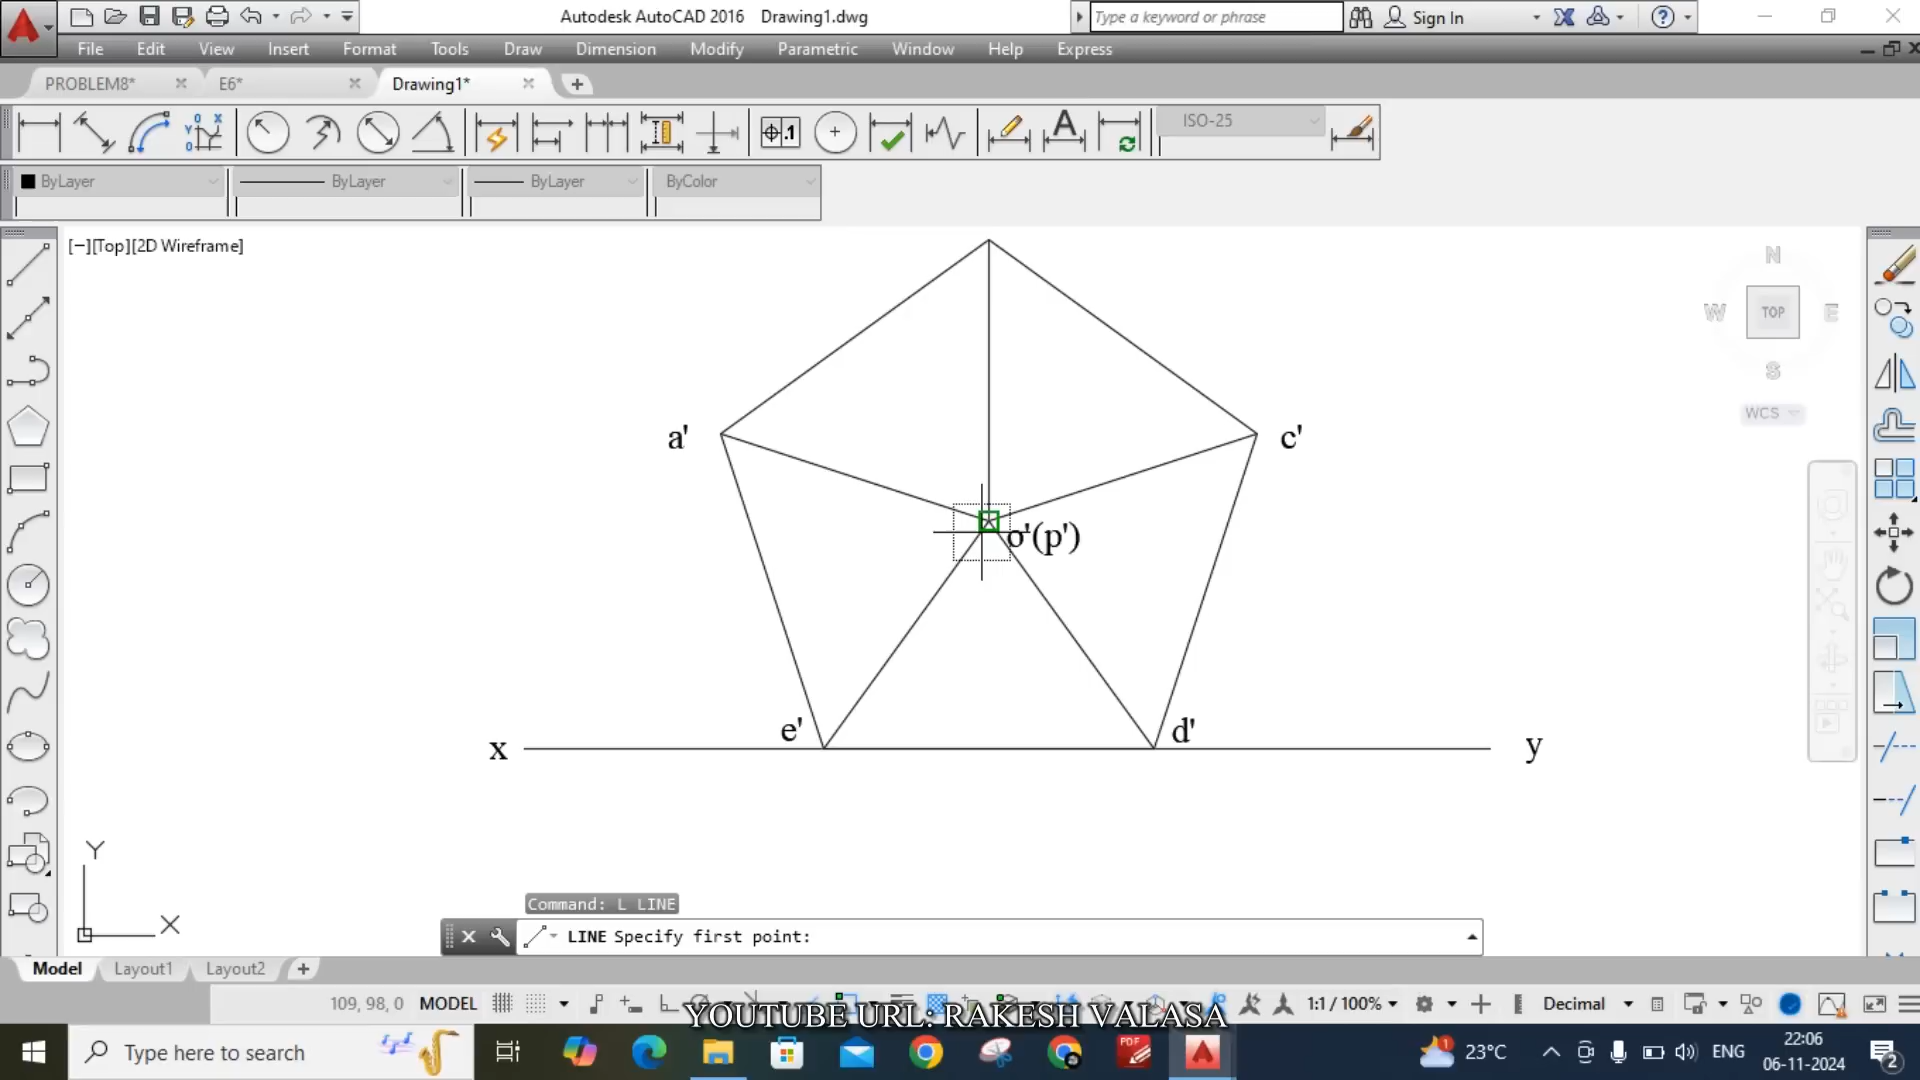 Autodesk AutoCAD 2016 Drawing1.dwg
Type a keyword or phrase
Sign In
File Edit View Insert Format Tools Draw Dimension Modify Parametric Window Help Express
PROBLEM8* E6* Drawing1*
ISO-25
ByLayer ByLayer ByLayer ByColor
[−][Top][2D Wireframe]
N
W TOP E
S
WCS
a' c'
o'(p')
e' d'
x y
Y
X
Command: L LINE
LINE Specify first point:
Model Layout1 Layout2
109, 98, 0 MODEL 1:1 / 100% Decimal
YOUTUBE URL: RAKESH VALASA
Type here to search
PDF
1
23°C
ENG
22:06
06-11-2024
2